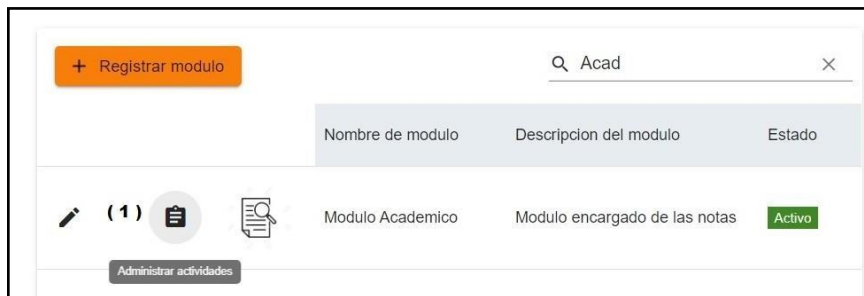 + Registrar modulo
Acad
Nombre de modulo Descripcion del modulo Estado
(1) Modulo Academico Modulo encargado de las notas Activo
Administrar actividades